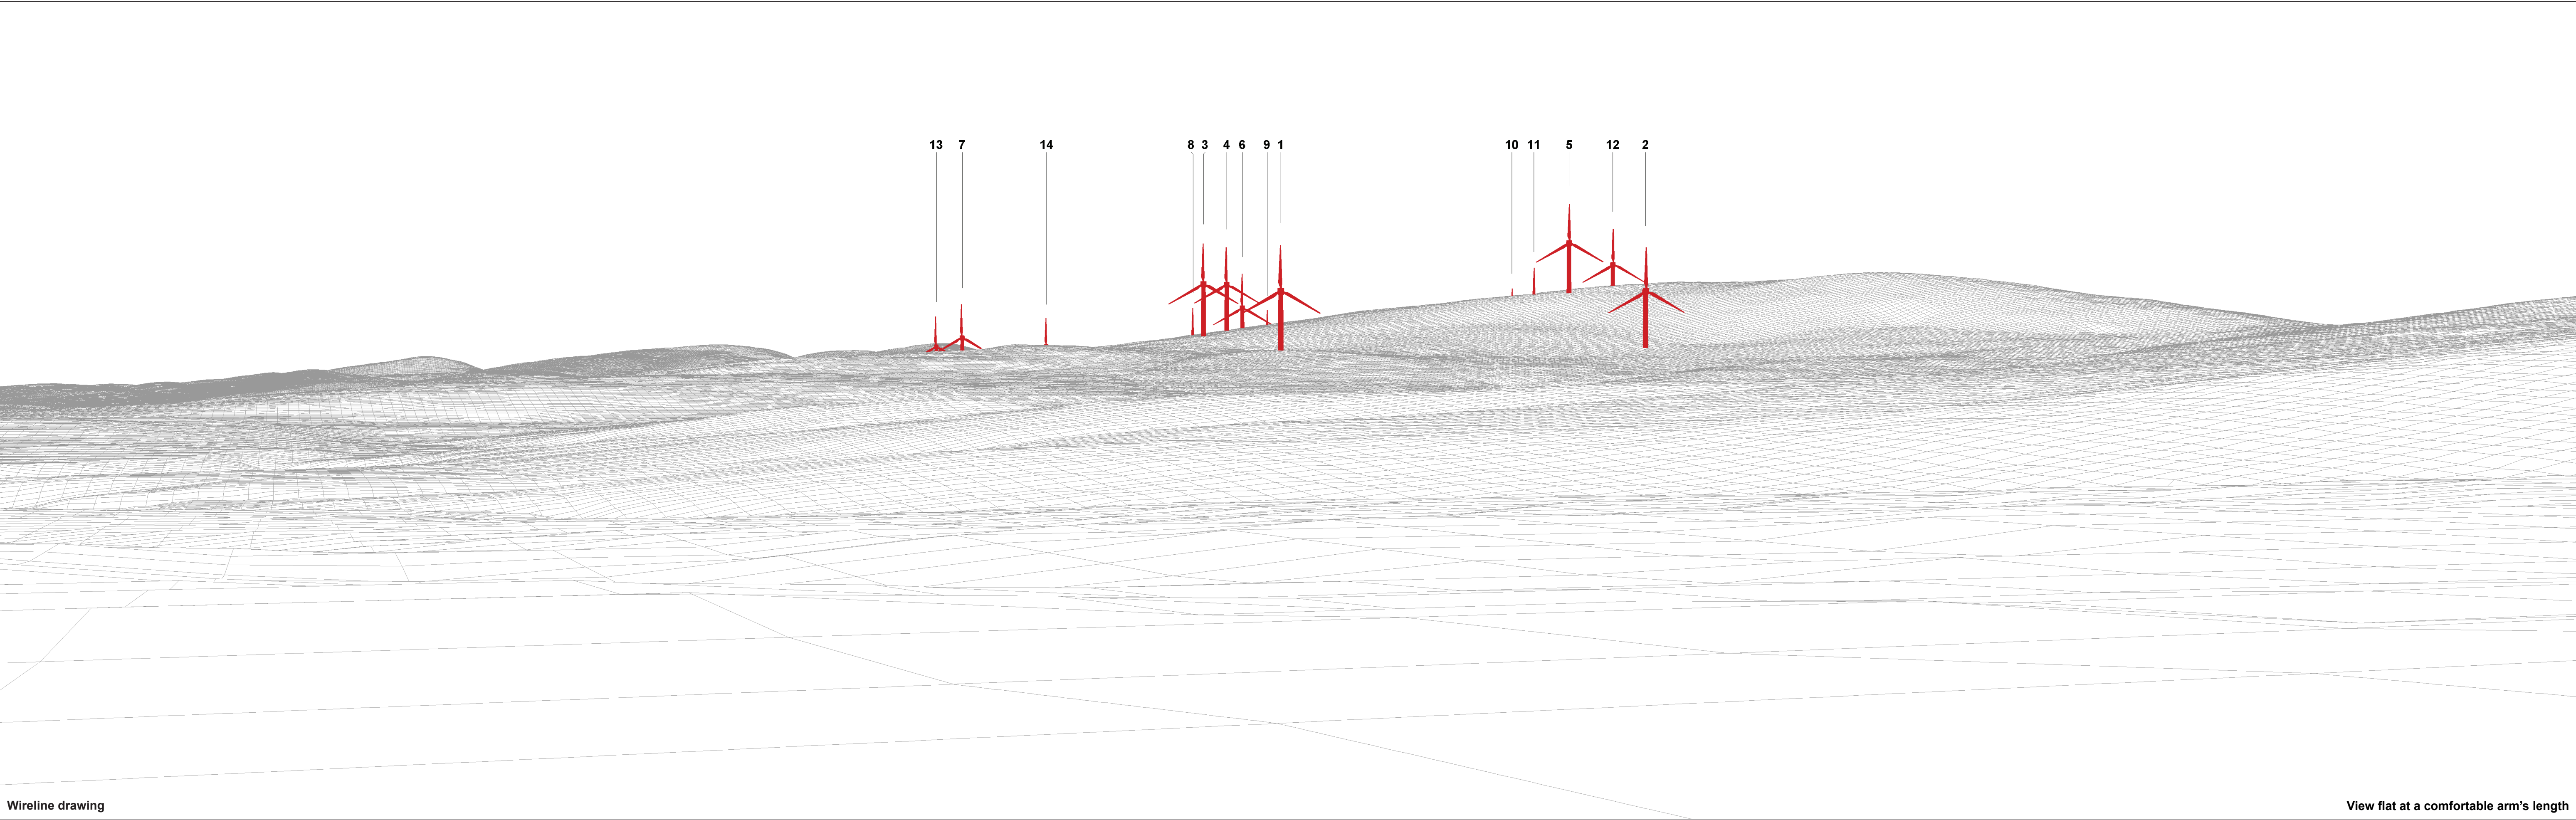 13 7 14 8 3 4 6 9 1 10 11 5 12 2
Wireline drawing
View flat at a comfortable arm’s length